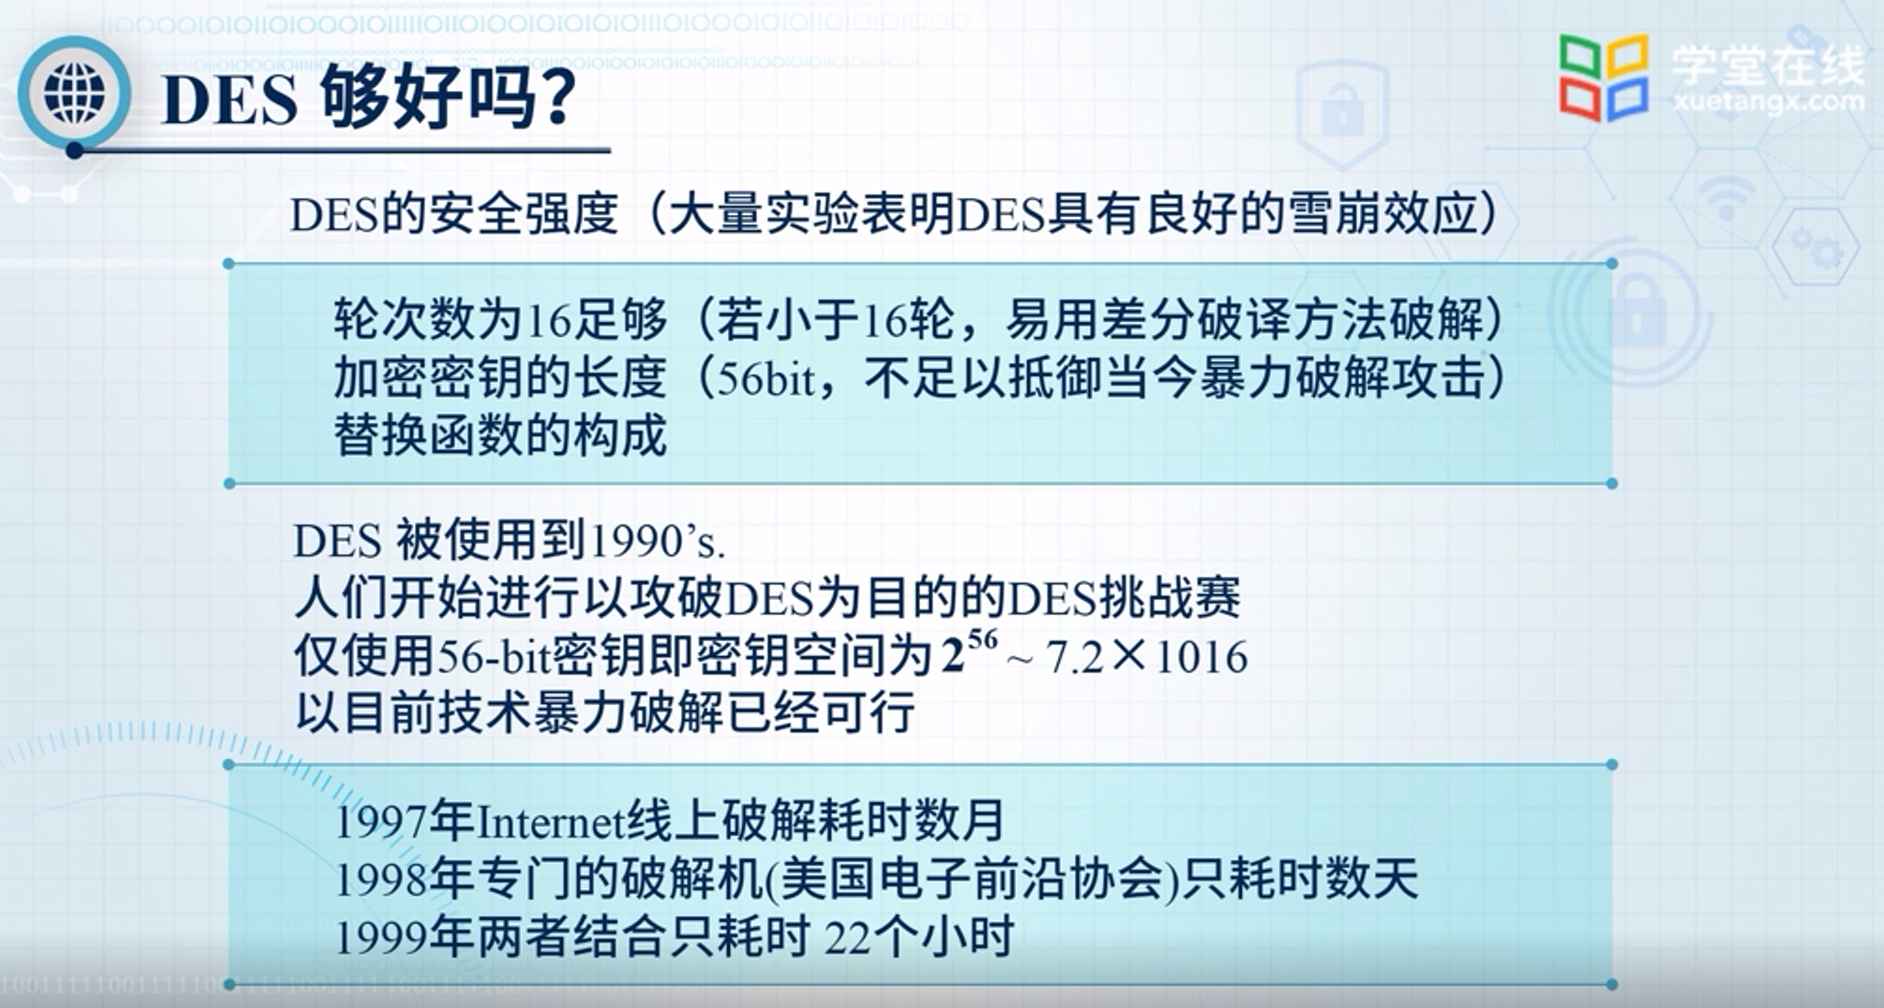 DES 够好吗？
学堂在线
xuetangx.com
DES的安全强度（大量实验表明DES具有良好的雪崩效应）
轮次数为16足够（若小于16轮，易用差分破译方法破解）
加密密钥的长度（56bit，不足以抵御当今暴力破解攻击）
替换函数的构成
DES 被使用到1990’s.
人们开始进行以攻破DES为目的的DES挑战赛
仅使用56-bit密钥即密钥空间为 2⁵⁶ ~ 7.2×1016
以目前技术暴力破解已经可行
1997年Internet线上破解耗时数月
1998年专门的破解机(美国电子前沿协会)只耗时数天
1999年两者结合只耗时 22个小时